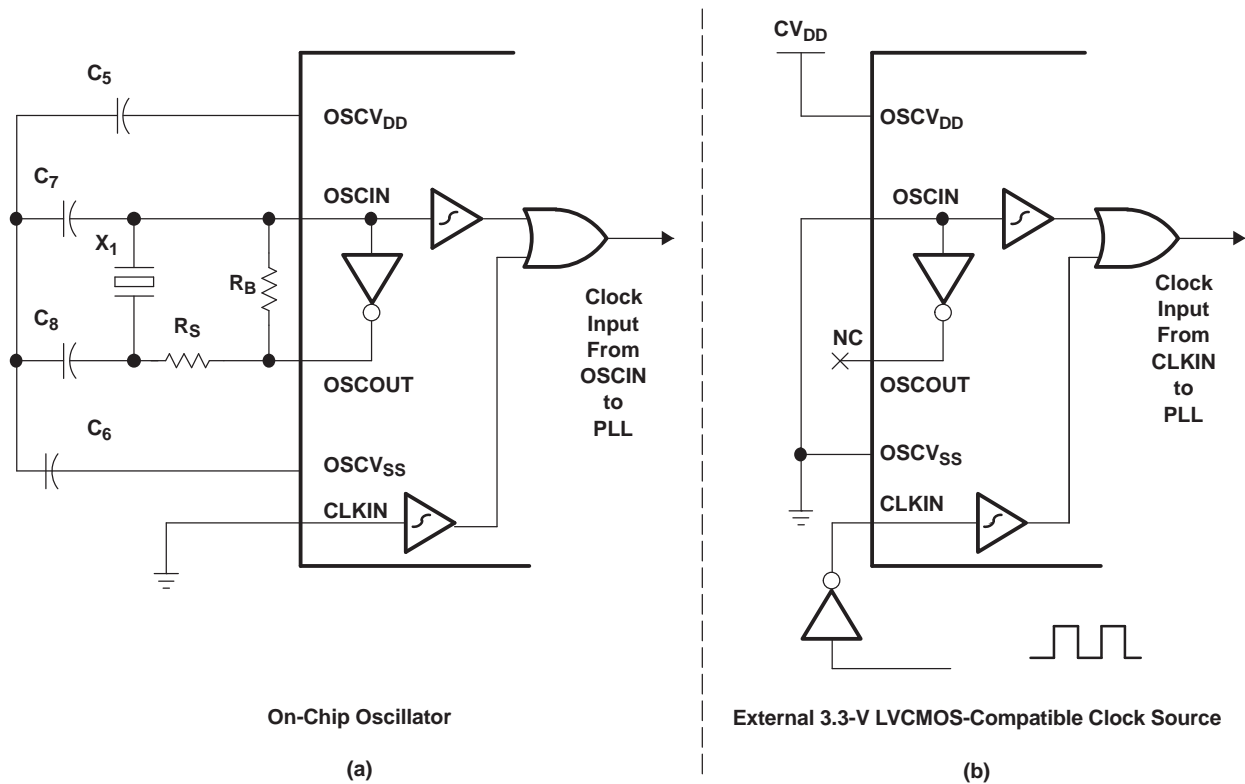 C5
OSCVDD
C7
OSCIN
X1
RB
C8
RS
OSCOUT
C6
OSCVSS
CLKIN
Clock
Input
From
OSCIN
to
PLL
On-Chip Oscillator
(a)
CVDD
OSCVDD
OSCIN
NC
OSCOUT
OSCVSS
CLKIN
Clock
Input
From
CLKIN
to
PLL
External 3.3-V LVCMOS-Compatible Clock Source
(b)